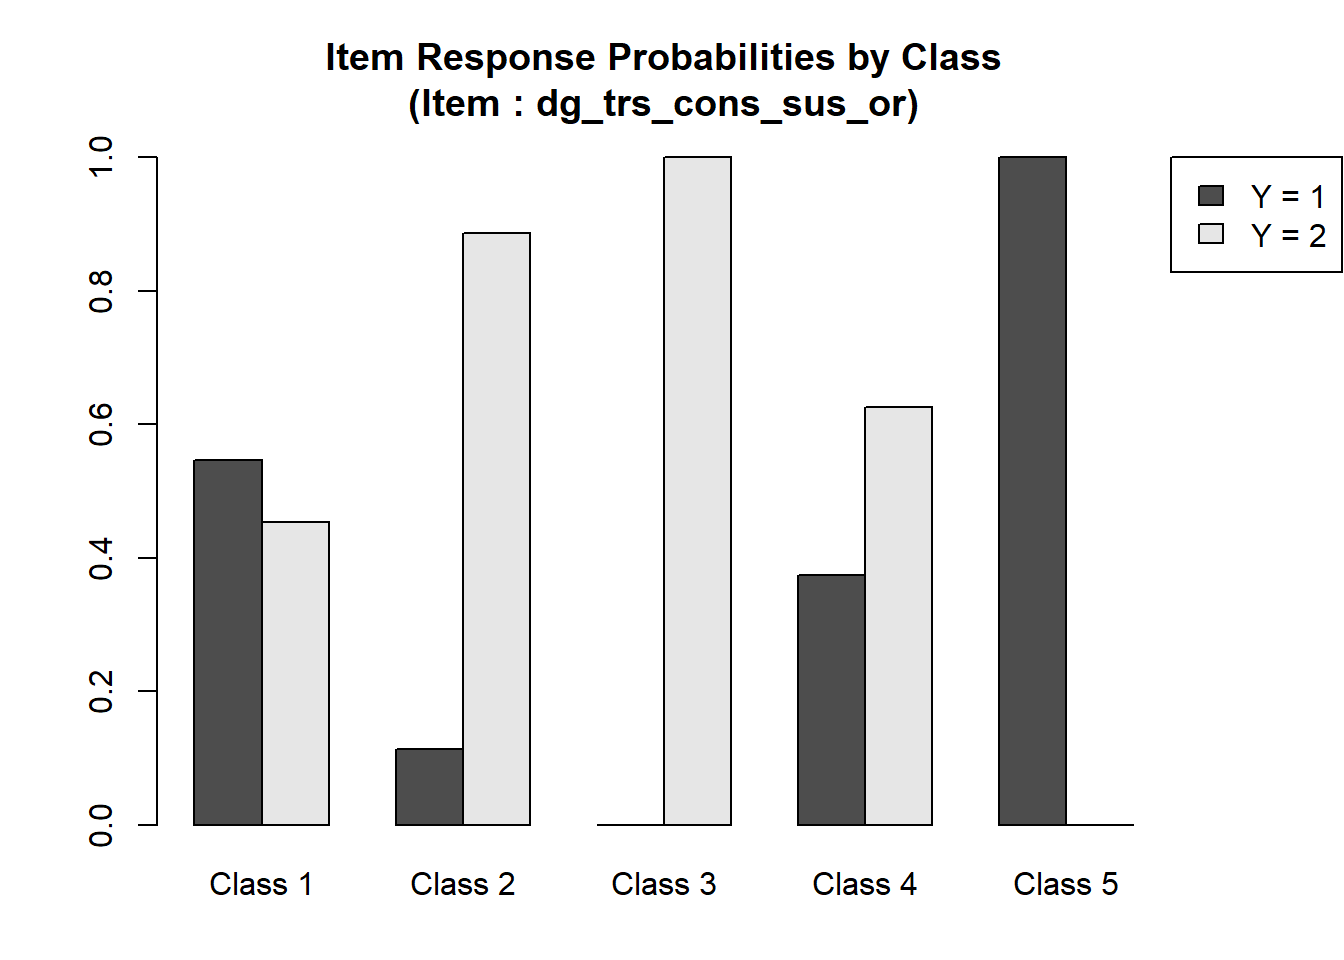 Item Response Probabilities by Class
(Item : dg_trs_cons_sus_or)
1.0
0.8
0.6
0.4
0.2
0.0
Y = 1
Y = 2
Class 1
Class 2
Class 3
Class 4
Class 5